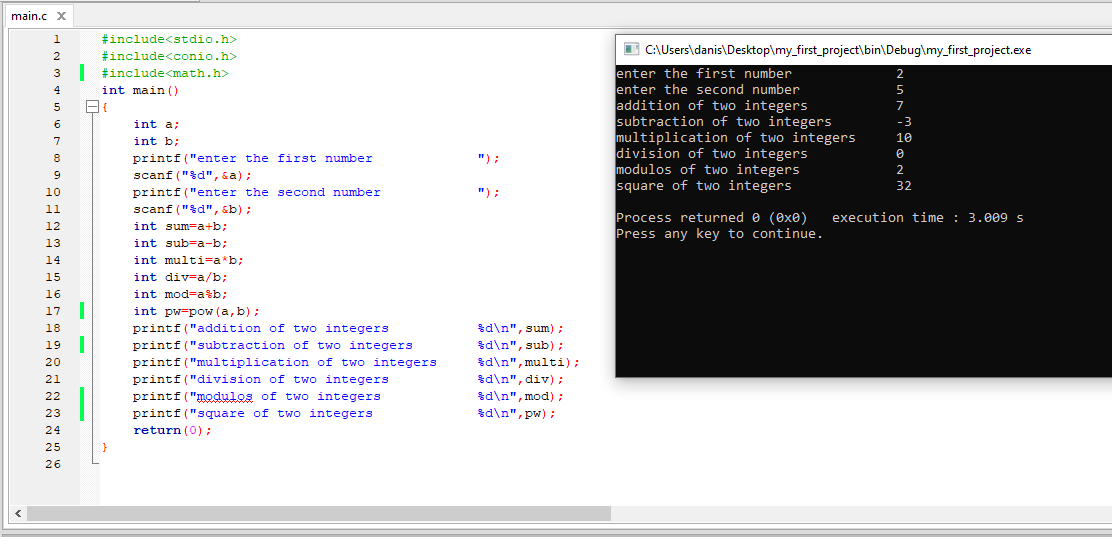 main.c X
1 #include<stdio.h>
2 #include<conio.h>
3 #include<math.h>
4 int main()
5 {
6 int a;
7 int b;
8 printf("enter the first number             ");
9 scanf("%d",&a);
10 printf("enter the second number            ");
11 scanf("%d",&b);
12 int sum=a+b;
13 int sub=a-b;
14 int multi=a*b;
15 int div=a/b;
16 int mod=a%b;
17 int pw=pow(a,b);
18 printf("addition of two integers           %d\n",sum);
19 printf("subtraction of two integers        %d\n",sub);
20 printf("multiplication of two integers     %d\n",multi);
21 printf("division of two integers           %d\n",div);
22 printf("modulos of two integers            %d\n",mod);
23 printf("square of two integers             %d\n",pw);
24 return(0);
25 }
26
C:\Users\danis\Desktop\my_first_project\bin\Debug\my_first_project.exe
enter the first number             2
enter the second number            5
addition of two integers           7
subtraction of two integers        -3
multiplication of two integers     10
division of two integers           0
modulos of two integers            2
square of two integers             32
Process returned 0 (0x0)   execution time : 3.009 s
Press any key to continue.